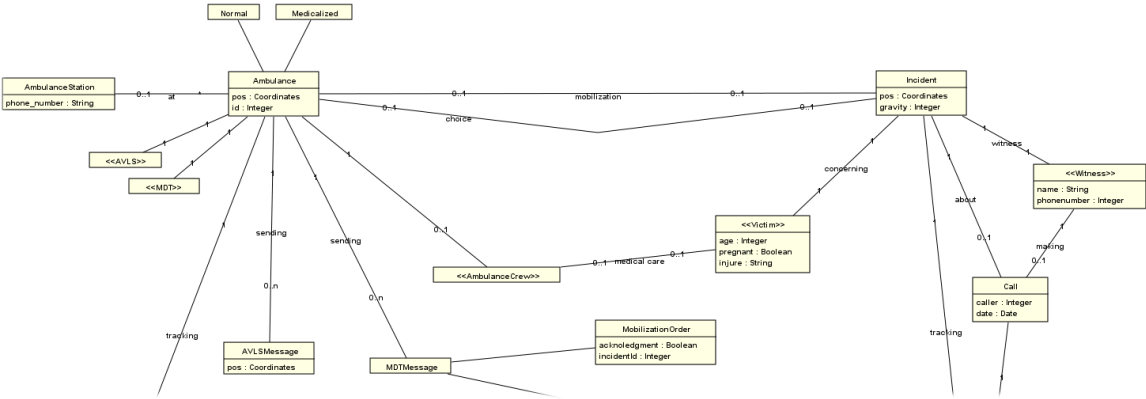 Normal
Medicalized
AmbulanceStation
phone_number : String
0..1
at
*
Ambulance
pos : Coordinates
id : Integer
0..1
mobilization
0..1
0..1
choice
0..1
Incident
pos : Coordinates
gravity : Integer
1
1
<<AVLS>>
1
1
<<MDT>>
1
tracking
1
sending
0..n
1
sending
0..n
1
0..1
<<AmbulanceCrew>>
0..1
medical care
0..1
1
concerning
1
<<Victim>>
age : Integer
pregnant : Boolean
injure : String
1
tracking
1
about
0..1
1
witness
1
<<Witness>>
name : String
phonenumber : Integer
1
making
0..1
Call
caller : Integer
date : Date
1
AVLSMessage
pos : Coordinates
MDTMessage
MobilizationOrder
acknoledgment : Boolean
incidentId : Integer